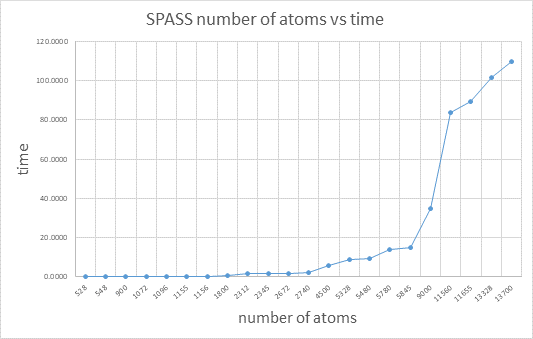 SPASS number of atoms vs time
120.0000
100.0000
80.0000
60.0000
40.0000
20.0000
0.0000
time
528 548 900 1072 1096 1155 1156 1800 2312 2345 2672 2740 4500 5328 5480 5780 5845 9000 11560 11655 13328 13700
number of atoms